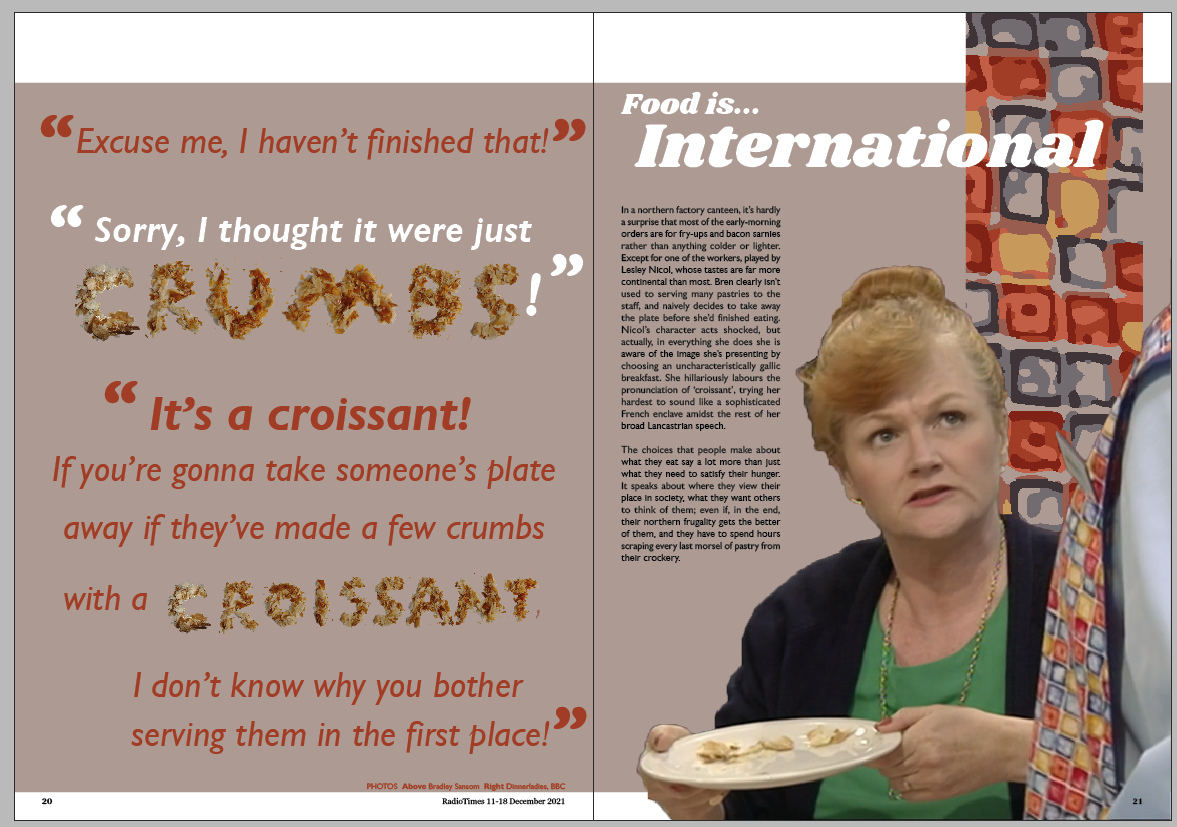 “Excuse me, I haven’t finished that!”
“ Sorry, I thought it were just
CRUMBS!”
“ It’s a croissant!
If you’re gonna take someone’s plate
away if they’ve made a few crumbs
with a CROISSANT,
I don’t know why you bother
serving them in the first place!”
PHOTOS Above Bradley Sansom Right Dinnerladies, BBC
20
RadioTimes 11-18 December 2021
Food is...
International
In a northern factory canteen, it’s hardly
a surprise that most of the early-morning
orders are for fry-ups and bacon sarnies
rather than anything colder or lighter.
Except for one of the workers, played by
Lesley Nicol, whose tastes are far more
continental than most. Bren clearly isn’t
used to serving many pastries to the
staff, and naively decides to take away
the plate before she’d finished eating.
Nicol’s character acts shocked, but
actually, in everything she does she is
aware of the image she’s presenting by
choosing an uncharacteristically gallic
breakfast. She hillariously labours the
pronunciation of ‘croissant’, trying her
hardest to sound like a sophisticated
French enclave amidst the rest of her
broad Lancastrian speech.
The choices that people make about
what they eat say a lot more than just
what they need to satisfy their hunger.
It speaks about where they view their
place in society, what they want others
to think of them; even if, in the end,
their northern frugality gets the better
of them, and they have to spend hours
scraping every last morsel of pastry from
their crockery.
21